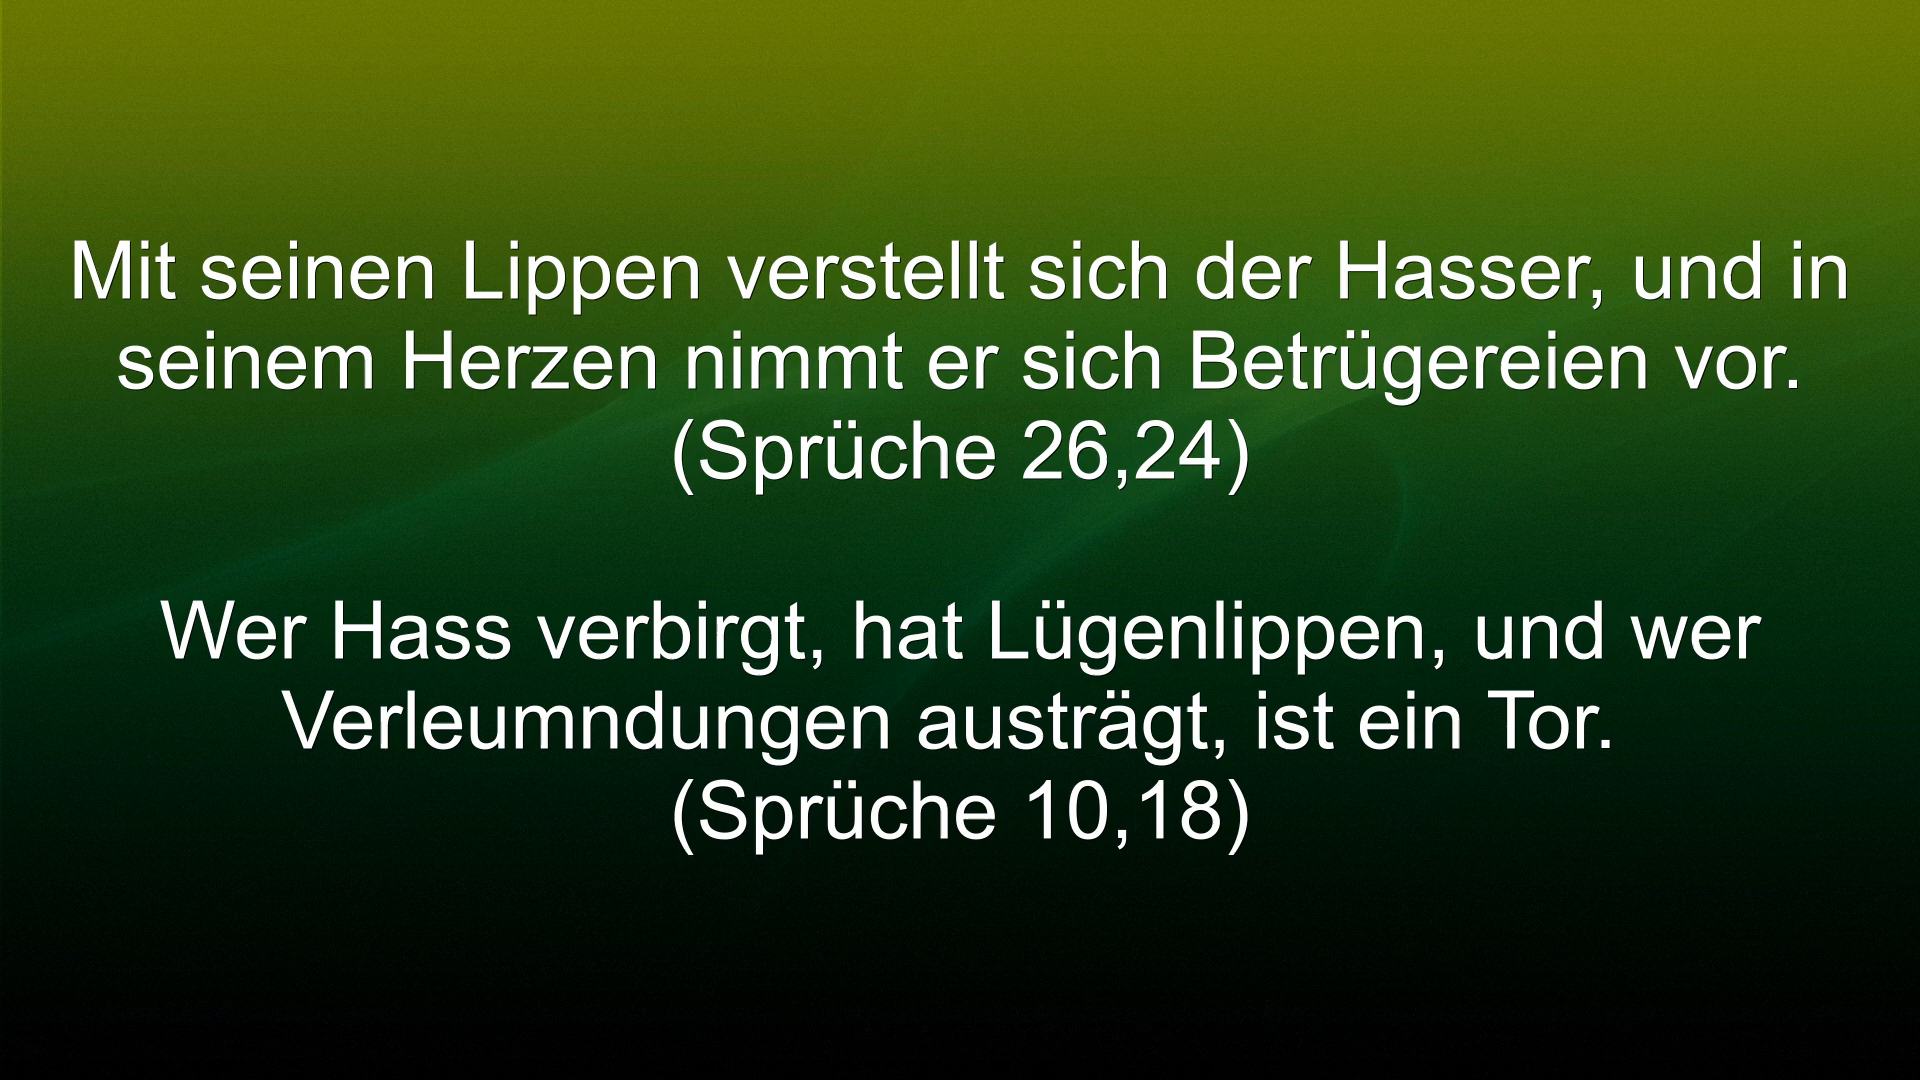 Mit seinen Lippen verstellt sich der Hasser, und in
seinem Herzen nimmt er sich Betrügereien vor.
(Sprüche 26,24)
Wer Hass verbirgt, hat Lügenlippen, und wer
Verleumndungen austrägt, ist ein Tor.
(Sprüche 10,18)